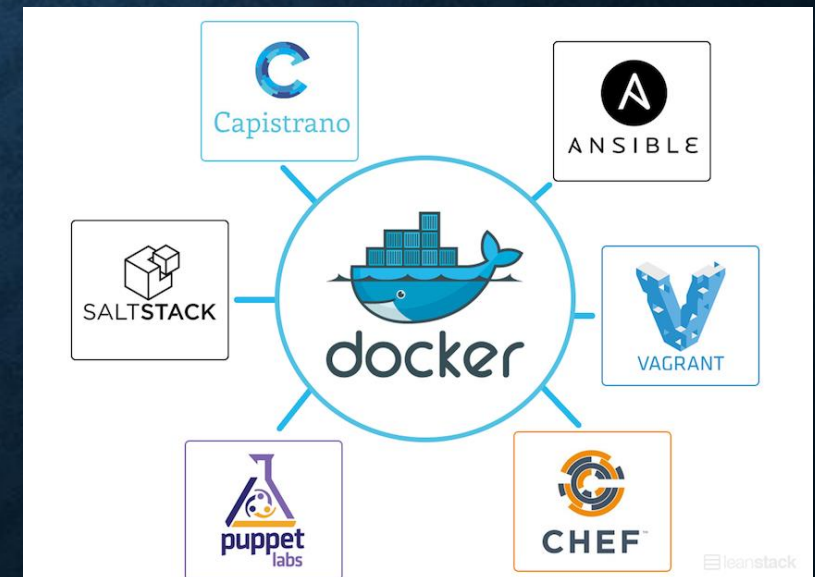 Capistrano
ANSIBLE
SALTSTACK
docker
VAGRANT
puppet
labs
CHEF
leanstack